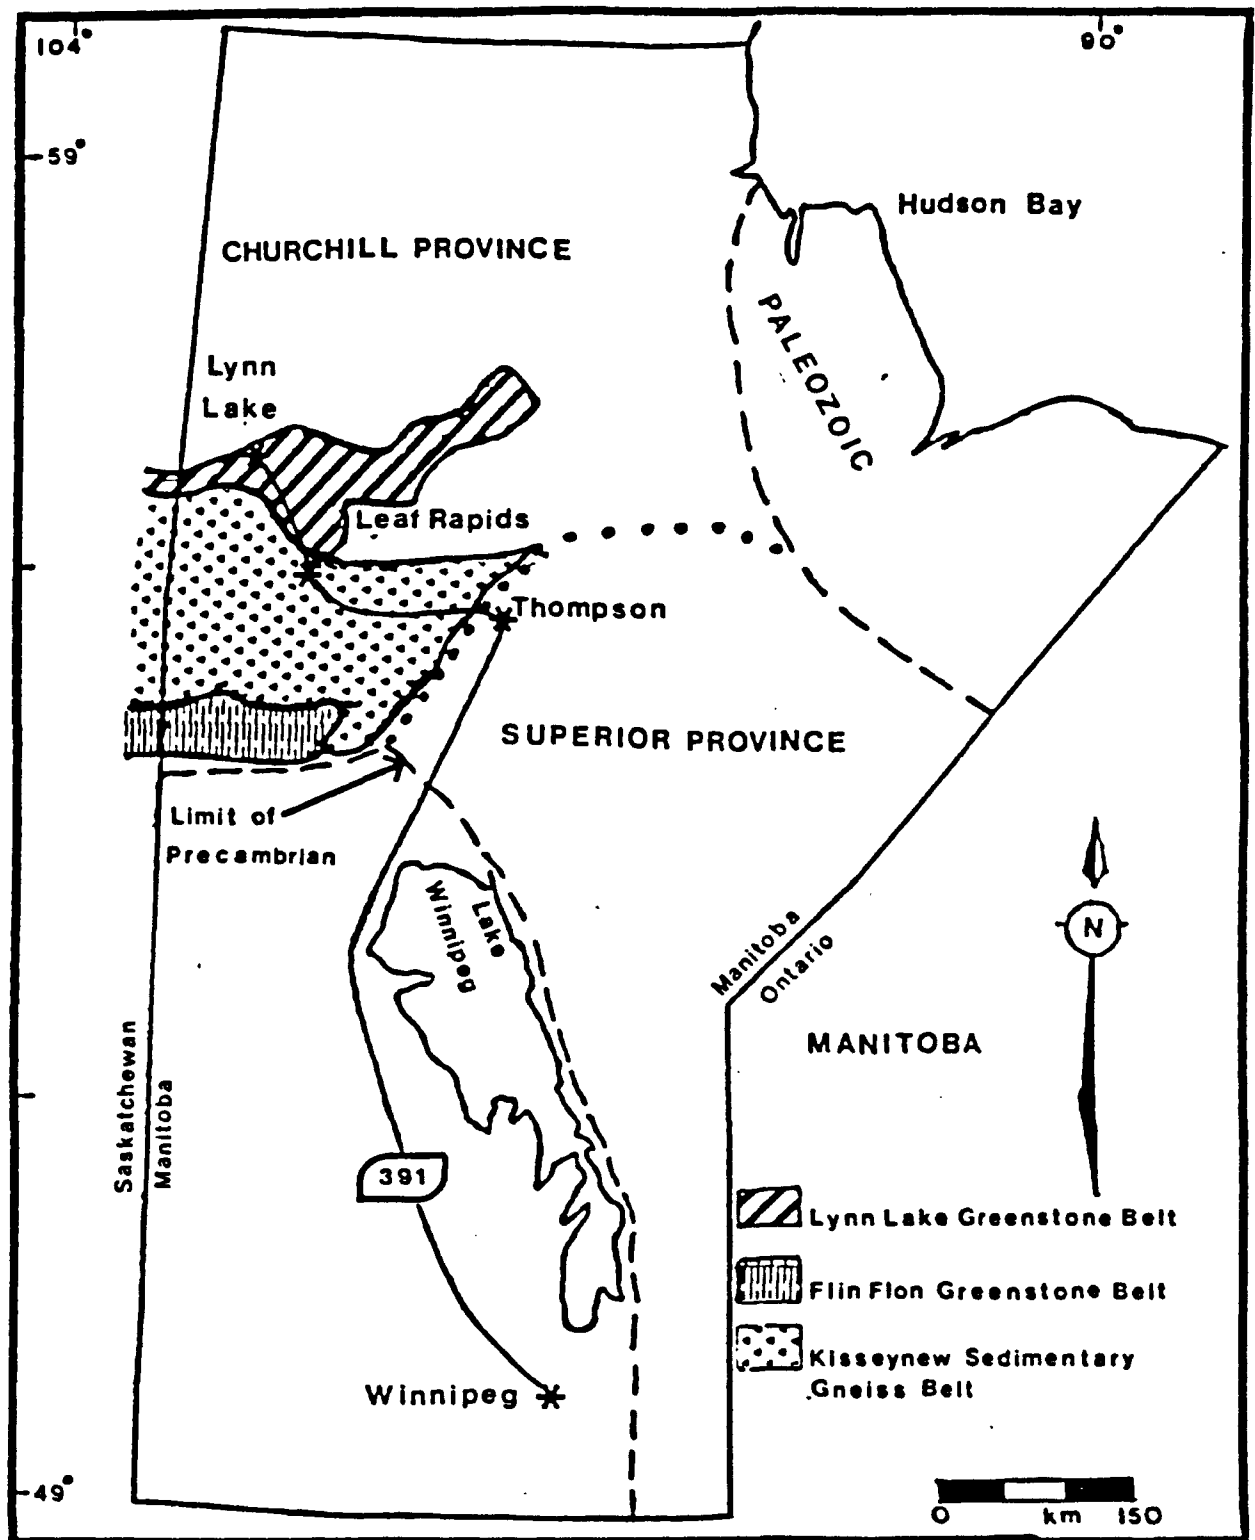 104°
90°
59°
Hudson Bay
CHURCHILL PROVINCE
PALEOZOIC
Lynn
Lake
Leaf Rapids
Thompson
SUPERIOR PROVINCE
Limit of
Precambrian
Lake
Winnipeg
Manitoba
Ontario
N
MANITOBA
Saskatchewan
Manitoba
391
Lynn Lake Greenstone Belt
Flin Flon Greenstone Belt
Kisseynew Sedimentary
Gneiss Belt
Winnipeg
49°
0 km 150